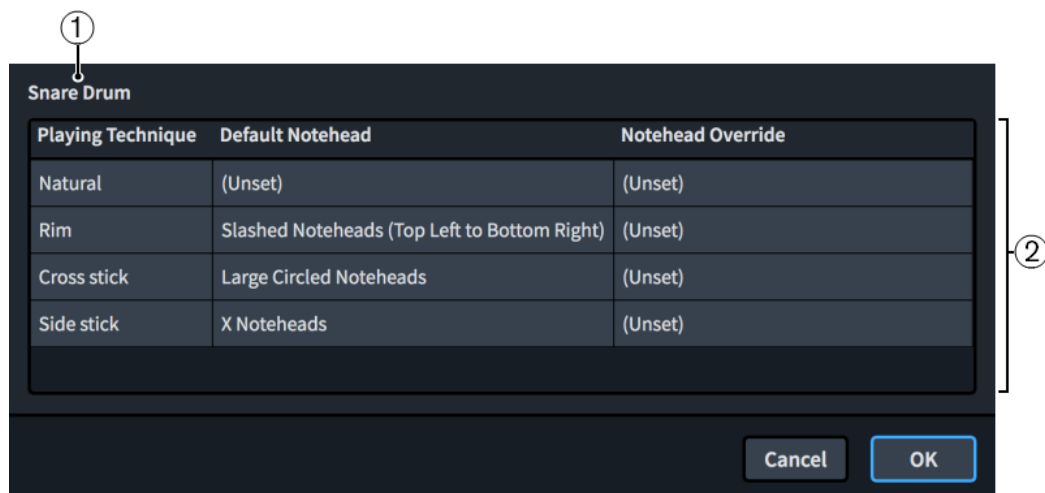 1
Snare Drum
Playing Technique Default Notehead Notehead Override
Natural (Unset) (Unset)
Rim Slashed Noteheads (Top Left to Bottom Right) (Unset)
Cross stick Large Circled Noteheads (Unset)
2
Side stick X Noteheads (Unset)
Cancel OK